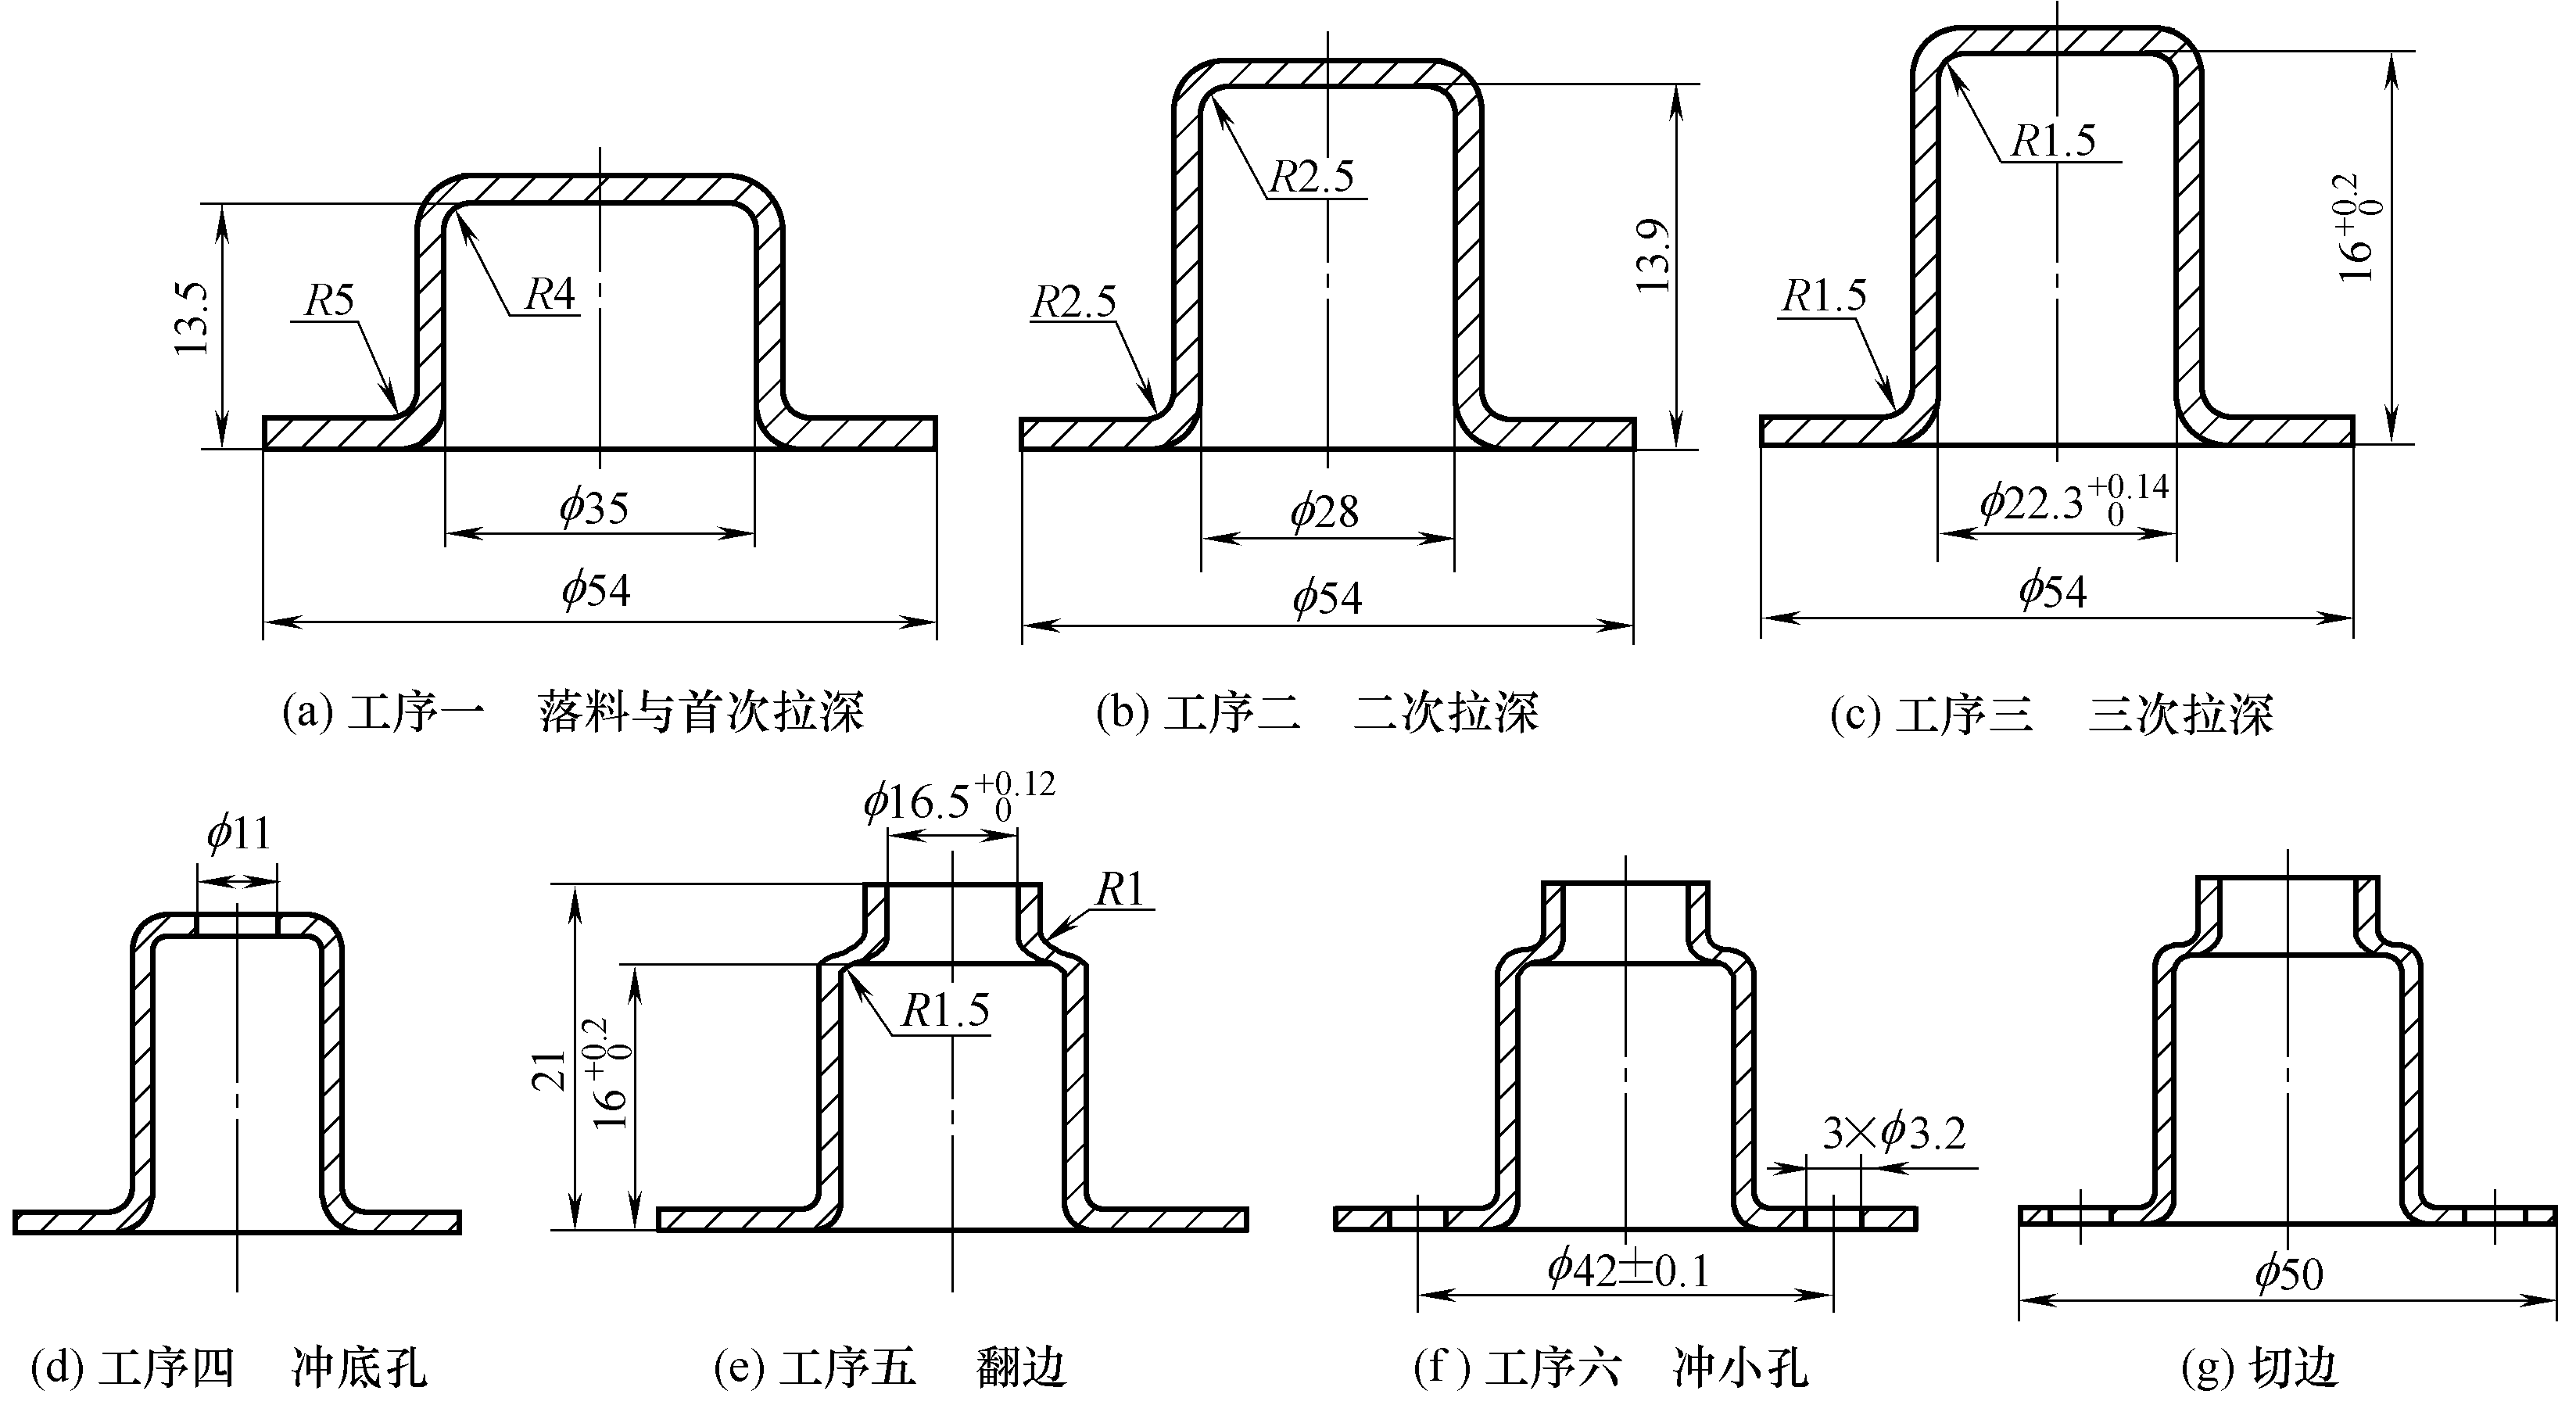 R5
R4
13.5
ϕ35
ϕ54
(a) 工序一 落料与首次拉深
R2.5
R2.5
13.9
ϕ28
ϕ54
(b) 工序二 二次拉深
R1.5
R1.5
16+0.2 0
ϕ22.3+0.14 0
ϕ54
(c) 工序三 三次拉深
ϕ11
(d) 工序四 冲底孔
ϕ16.5+0.12 0
R1
R1.5
21
16+0.2 0
(e) 工序五 翻边
3×ϕ3.2
ϕ42±0.1
(f) 工序六 冲小孔
ϕ50
(g) 切边